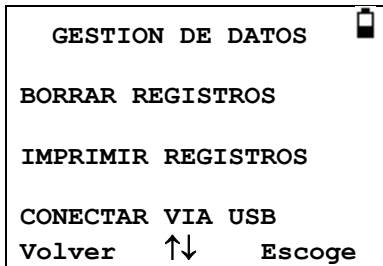 GESTION DE DATOS
BORRAR REGISTROS
IMPRIMIR REGISTROS
CONECTAR VIA USB
Volver ↑↓ Escoge